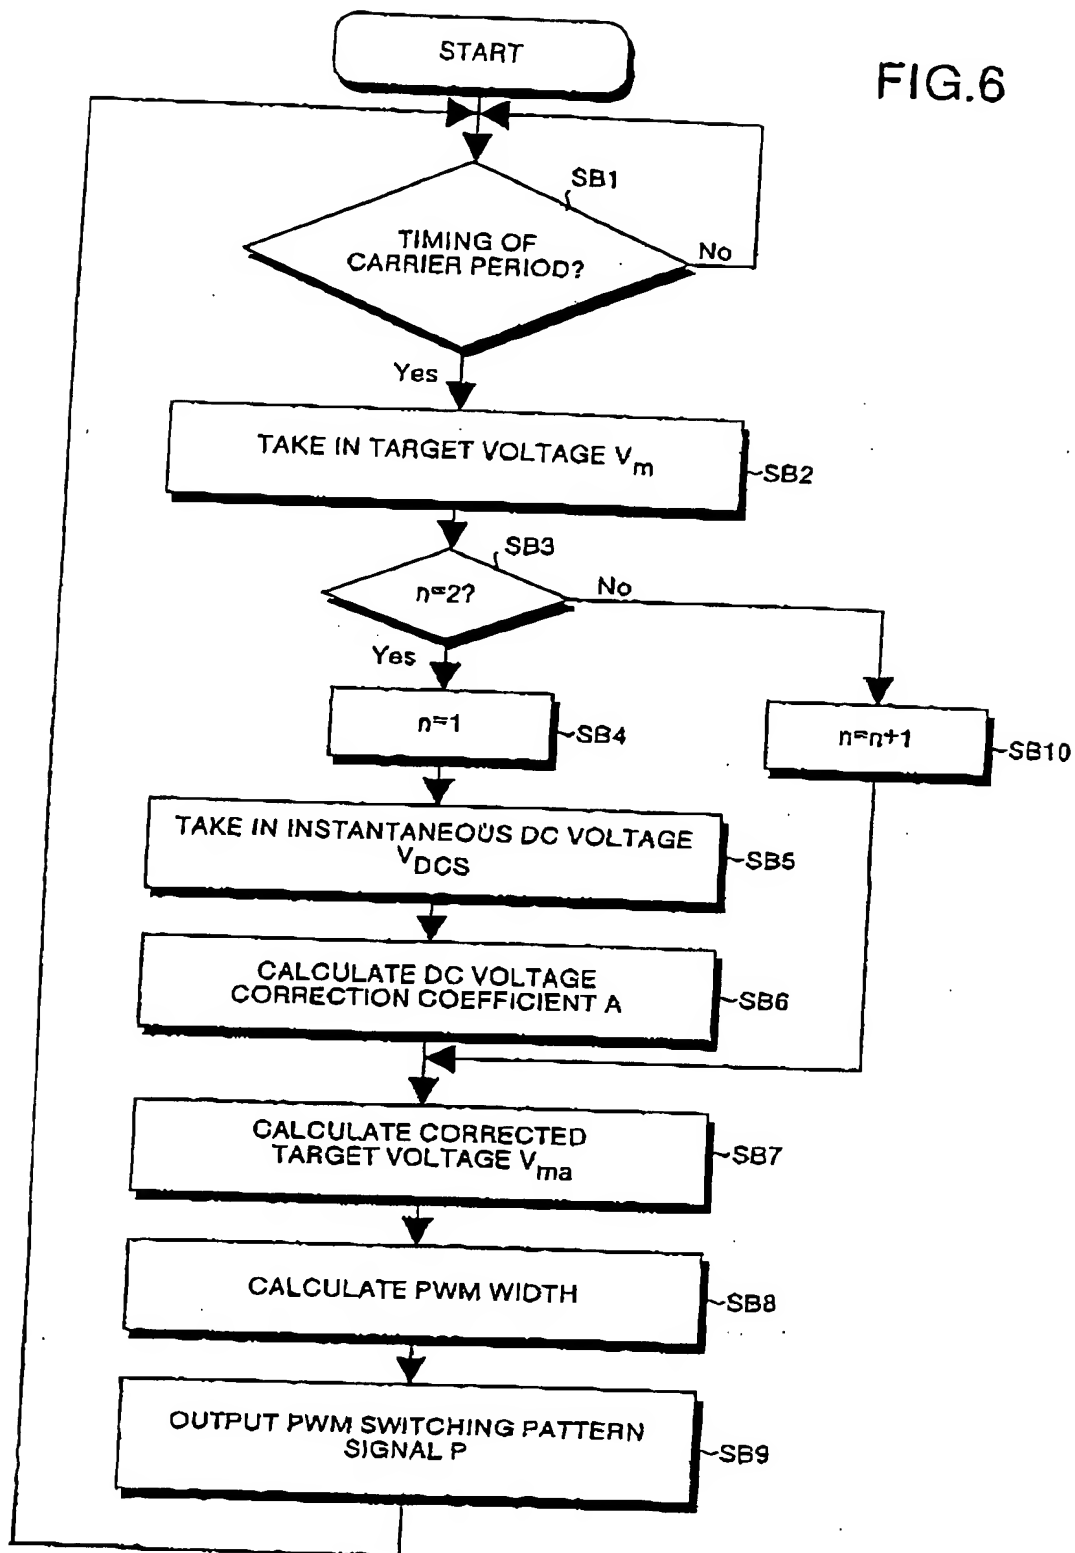 START
FIG.6
SB1
TIMING OF
CARRIER PERIOD?
No
Yes
TAKE IN TARGET VOLTAGE Vm
SB2
SB3
n=2?
No
Yes
n=1
SB4
n=n+1
SB10
TAKE IN INSTANTANEOUS DC VOLTAGE
VDCS
SB5
CALCULATE DC VOLTAGE
CORRECTION COEFFICIENT A
SB6
CALCULATE CORRECTED
TARGET VOLTAGE Vma
SB7
CALCULATE PWM WIDTH
SB8
OUTPUT PWM SWITCHING PATTERN
SIGNAL P
SB9